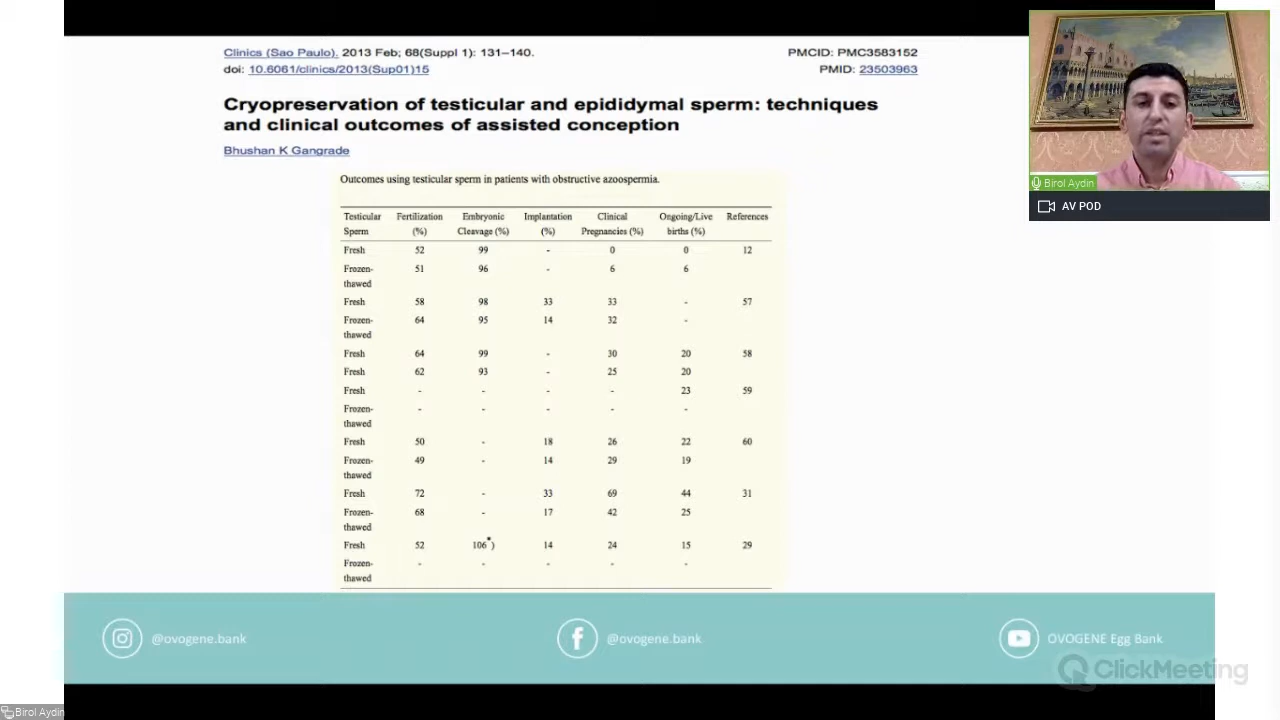 Clinics (Sao Paulo). 2013 Feb; 68(Suppl 1): 131–140.
PMCID: PMC3583152
doi: 10.6061/clinics/2013(Sup01)15
PMID: 23503963
Cryopreservation of testicular and epididymal sperm: techniques
and clinical outcomes of assisted conception
Bhushan K Gangrade
Outcomes using testicular sperm in patients with obstructive azoospermia.
Testicular Fertilization Embryonic Implantation Clinical Ongoing/Live References
Sperm (%) Cleavage (%) (%) Pregnancies (%) births (%)
Fresh 52 99 - 0 0 12
Frozen- 51 96 - 6 6
thawed
Fresh 58 98 33 33 - 57
Frozen- 64 95 14 32 -
thawed
Fresh 64 99 - 30 20 58
Fresh 62 93 - 25 20
Fresh - - - - 23 59
Frozen- - - - - -
thawed
Fresh 50 - 18 26 22 60
Frozen- 49 - 14 29 19
thawed
Fresh 72 - 33 69 44 31
Frozen- 68 - 17 42 25
thawed
Fresh 52 106*) 14 24 15 29
Frozen- - - - - -
thawed
@ovogene.bank
@ovogene.bank
OVOGENE Egg Bank
ClickMeeting
Birol Aydin
AV POD
Birol Aydin